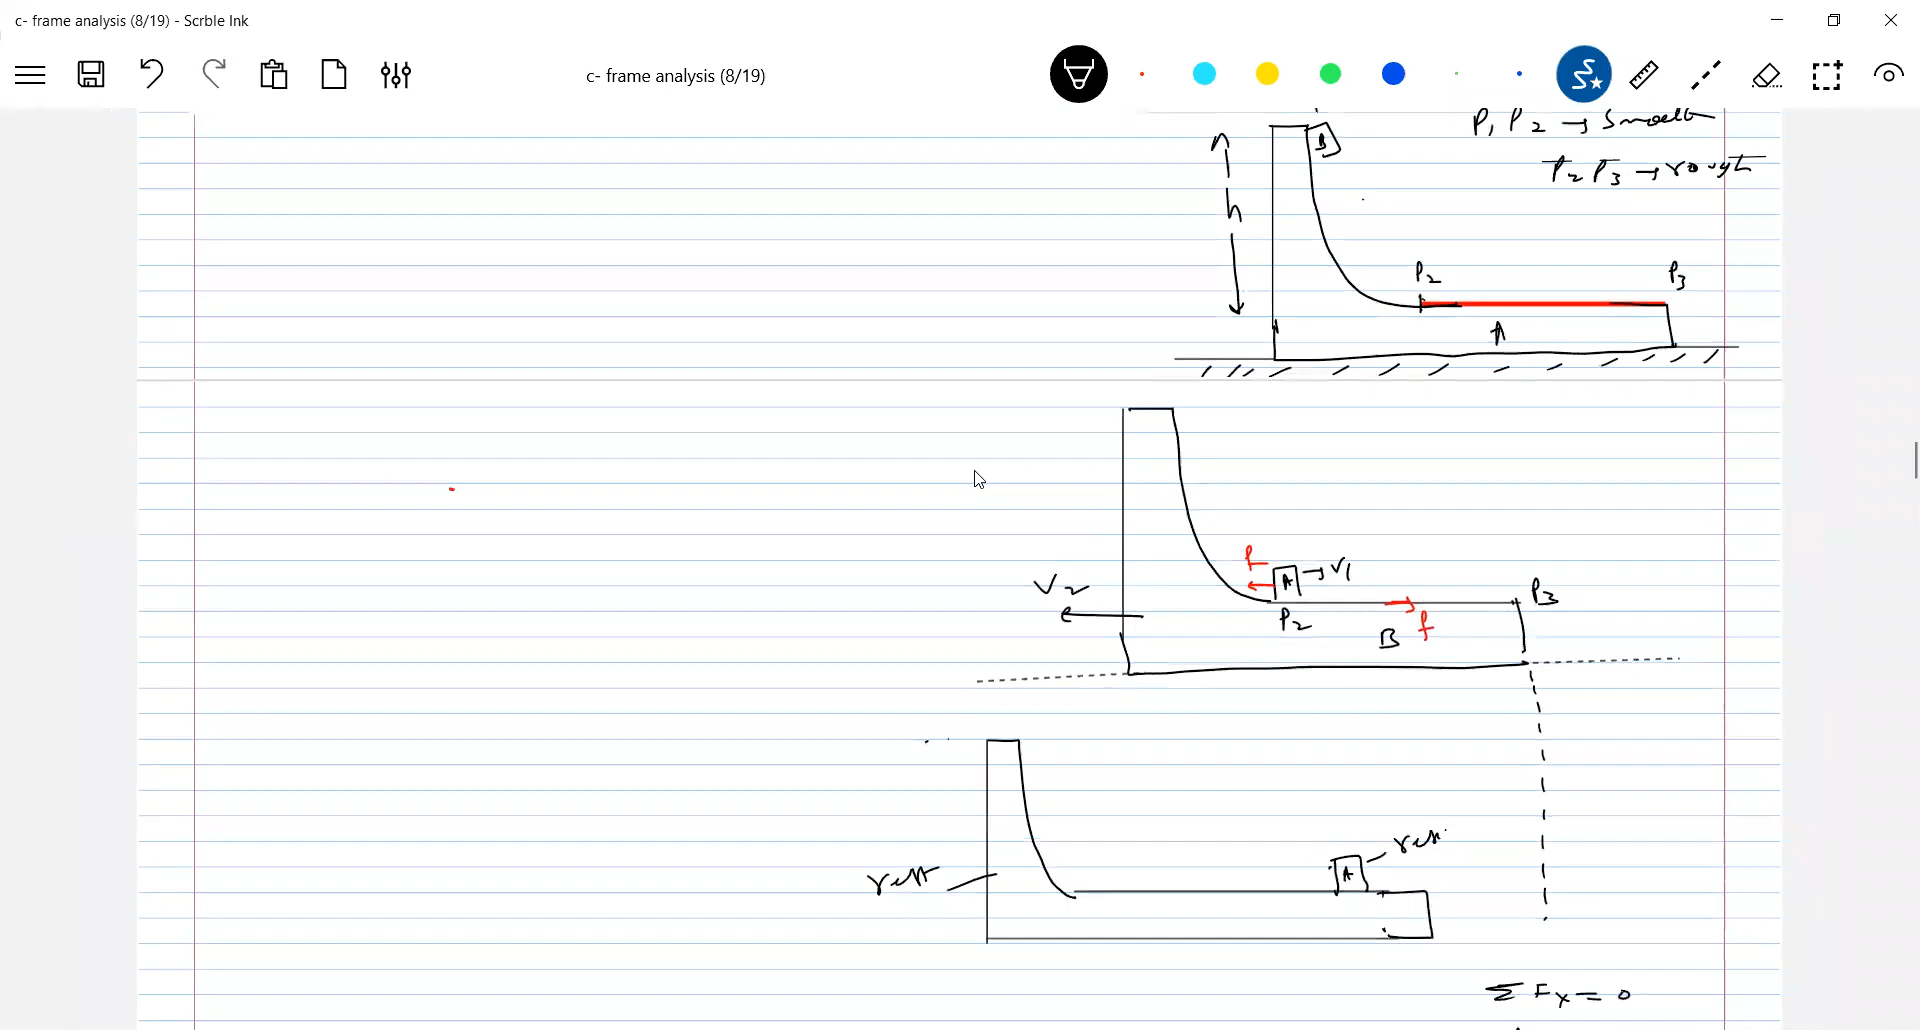 c- frame analysis (8/19) - Scrble Ink
c- frame analysis (8/19)
P1 P2 → Smooth
P2 P3 → rough
B
h
P2
P3
A
f
A → V1
V2
P2
P3
B
f
rest
A
rest
Σ Fx = 0